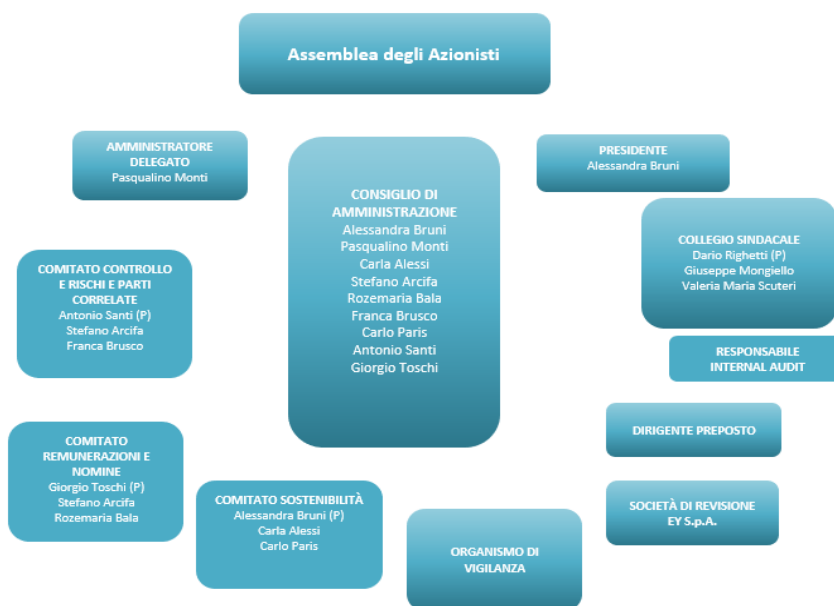 Assemblea degli Azionisti
AMMINISTRATORE
DELEGATO
Pasqualino Monti
PRESIDENTE
Alessandra Bruni
CONSIGLIO DI
AMMINISTRAZIONE
Alessandra Bruni
Pasqualino Monti
Carla Alessi
Stefano Arcifa
Rozemaria Bala
Franca Brusco
Carlo Paris
Antonio Santi
Giorgio Toschi
COLLEGIO SINDACALE
Dario Righetti (P)
Giuseppe Mongiello
Valeria Maria Scuteri
COMITATO CONTROLLO
E RISCHI E PARTI
CORRELATE
Antonio Santi (P)
Stefano Arcifa
Franca Brusco
RESPONSABILE
INTERNAL AUDIT
DIRIGENTE PREPOSTO
COMITATO
REMUNERAZIONI E
NOMINE
Giorgio Toschi (P)
Stefano Arcifa
Rozemaria Bala
COMITATO SOSTENIBILITÀ
Alessandra Bruni (P)
Carla Alessi
Carlo Paris
SOCIETÀ DI REVISIONE
EY S.p.A.
ORGANISMO DI
VIGILANZA